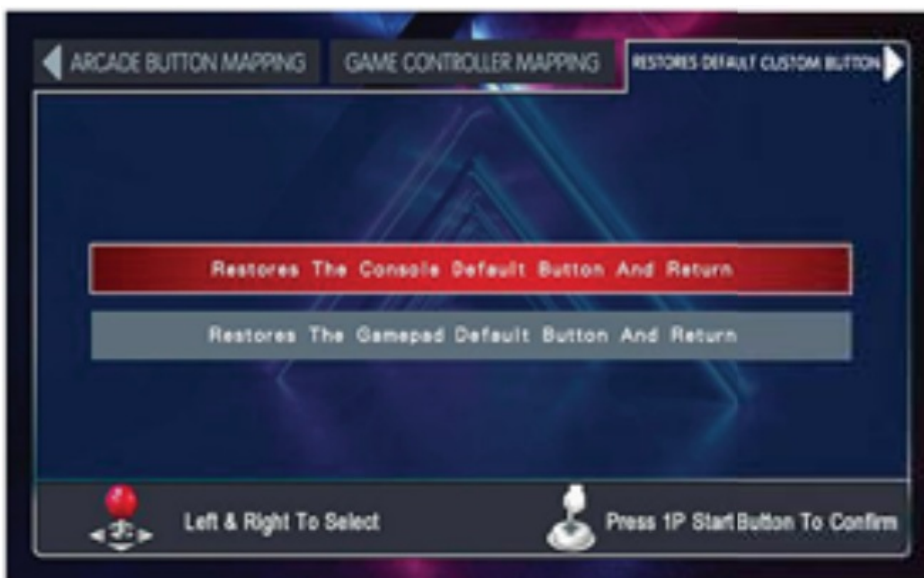 ARCADE BUTTON MAPPING GAME CONTROLLER MAPPING RESTORES DEFAULT CUSTOM BUTTON
Restores The Console Default Button And Return
Restores The Gamepad Default Button And Return
Left & Right To Select Press 1P Start Button To Confirm